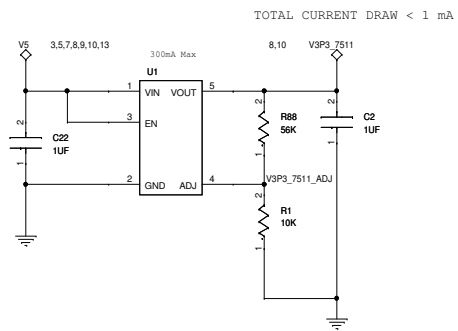 TOTAL CURRENT DRAW < 1 mA
V5 3,5,7,8,9,10,13 8,10 V3P3_7511
300mA Max
U1
1 VIN VOUT 5
3 EN
2 GND ADJ 4
2 C22 1UF 1
2 R88 56K 1
2 C2 1UF 1
V3P3_7511_ADJ
2 R1 10K 1